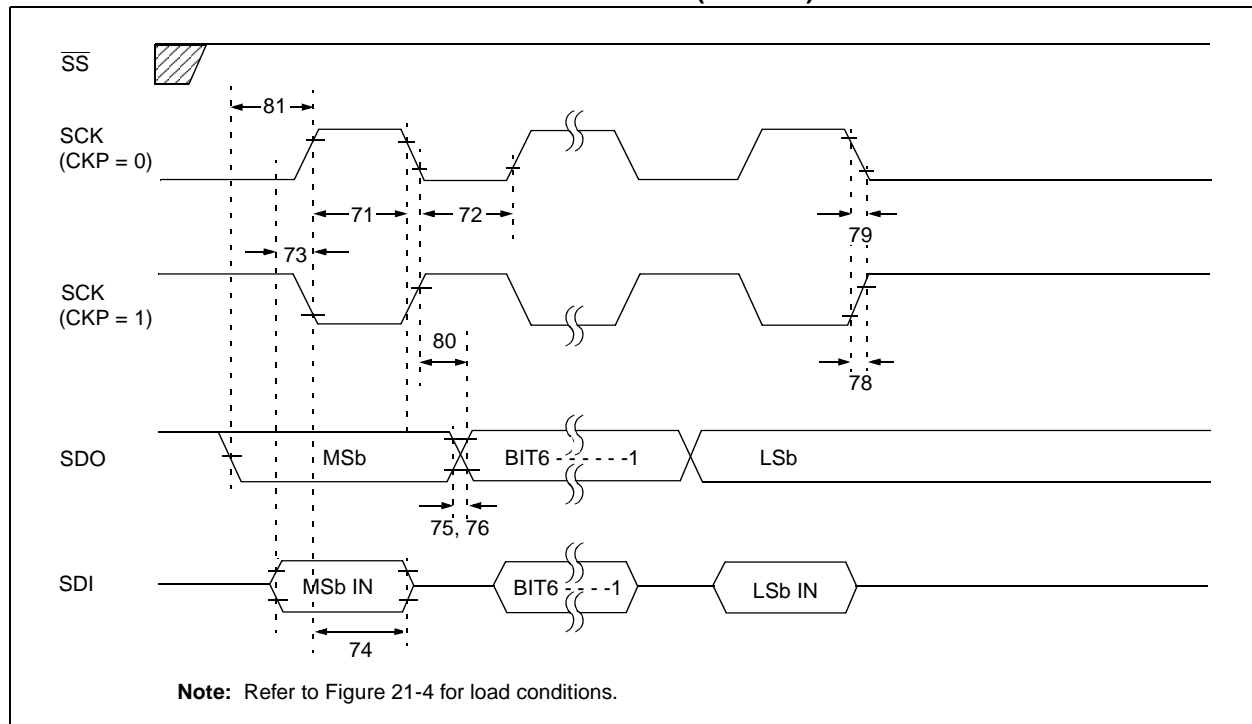 SS
81
SCK
(CKP = 0)
71
72
73
79
SCK
(CKP = 1)
80
78
SDO
MSb
BIT6 - - - - - -1
LSb
75, 76
SDI
MSb IN
BIT6 - - - -1
LSb IN
74
Note: Refer to Figure 21-4 for load conditions.